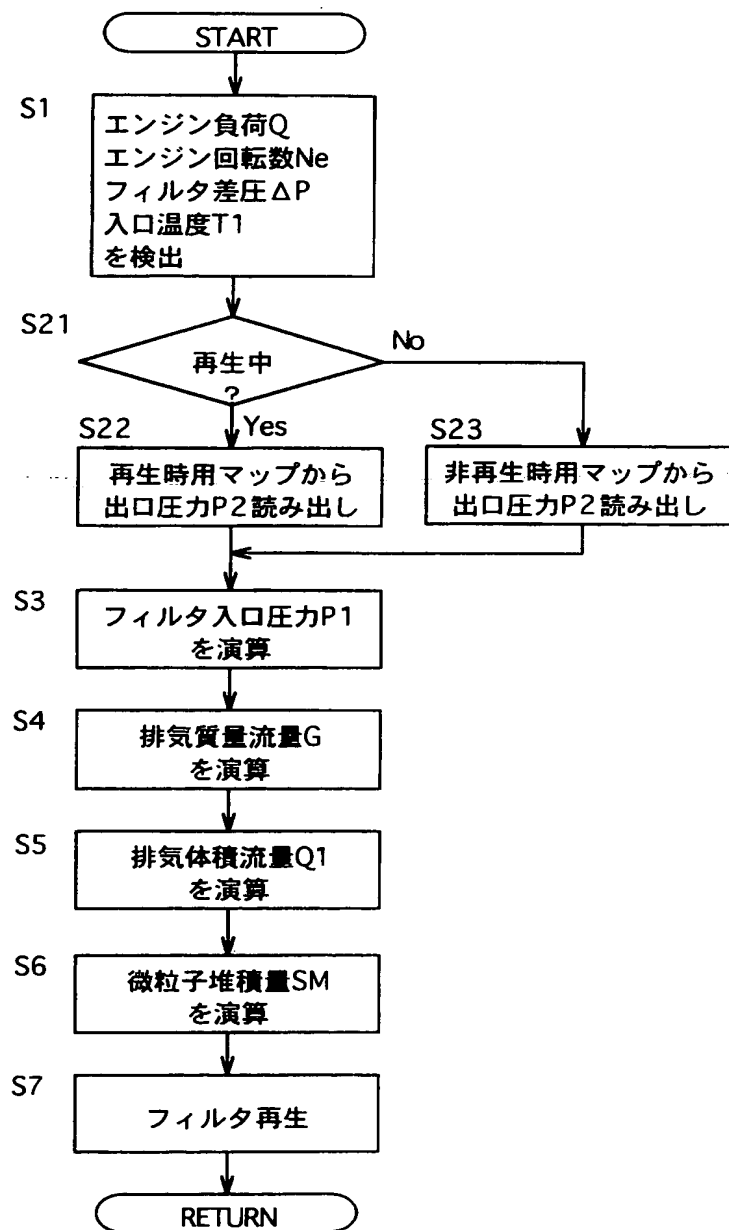 START
S1
エンジン負荷Q
エンジン回転数Ne
フィルタ差圧ΔP
入口温度T1
を検出
S21
再生中
?
No
Yes
S22
再生時用マップから
出口圧力P2読み出し
S23
非再生時用マップから
出口圧力P2読み出し
S3
フィルタ入口圧力P1
を演算
S4
排気質量流量G
を演算
S5
排気体積流量Q1
を演算
S6
微粒子堆積量SM
を演算
S7
フィルタ再生
RETURN